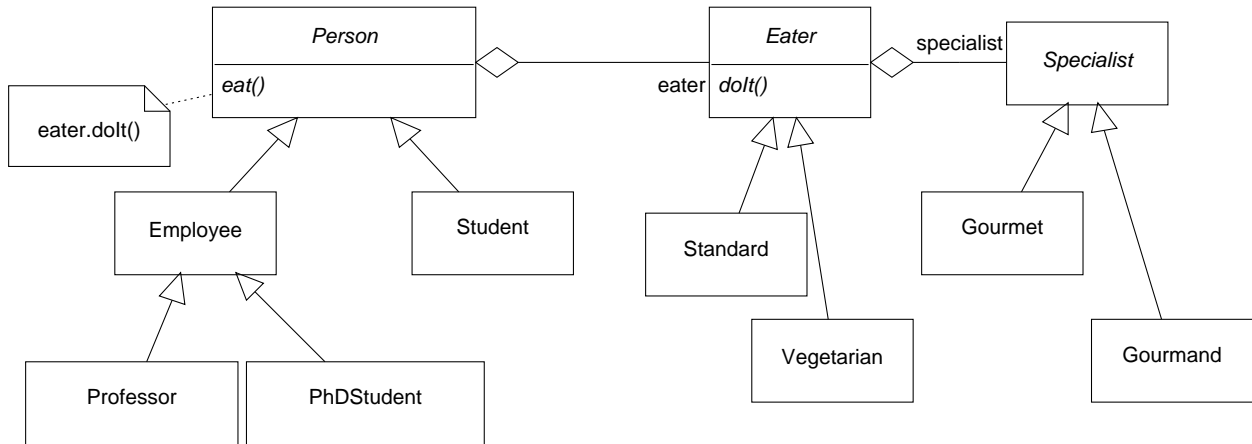 Person
eat()
eater.doIt()
Eater
doIt()
eater
specialist
Specialist
Employee
Student
Standard
Gourmet
Vegetarian
Gourmand
Professor
PhDStudent